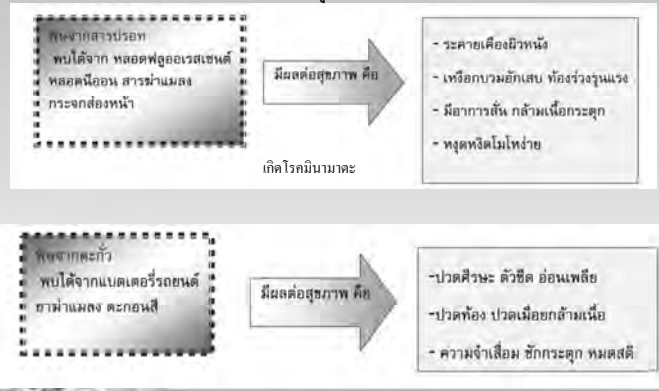 พิษจากสารปรอท
พบได้จาก หลอดฟลูออเรสเซนต์
หลอดนีออน สารฆ่าแมลง
กระจกส่องหน้า
มีผลต่อสุขภาพ คือ
- ระคายเคืองผิวหนัง
- เหงือกบวมอักเสบ ท้องร่วงรุนแรง
- มีอาการสั่น กล้ามเนื้อกระตุก
- หงุดหงิดโมโหง่าย
เกิดโรคมินามาตะ
พิษจากตะกั่ว
พบได้จากแบตเตอรี่รถยนต์
ยาฆ่าแมลง ตะกอนสี
มีผลต่อสุขภาพ คือ
-ปวดศีรษะ ตัวซีด อ่อนเพลีย
-ปวดท้อง ปวดเมื่อยกล้ามเนื้อ
- ความจำเสื่อม ชักกระตุก หมดสติ